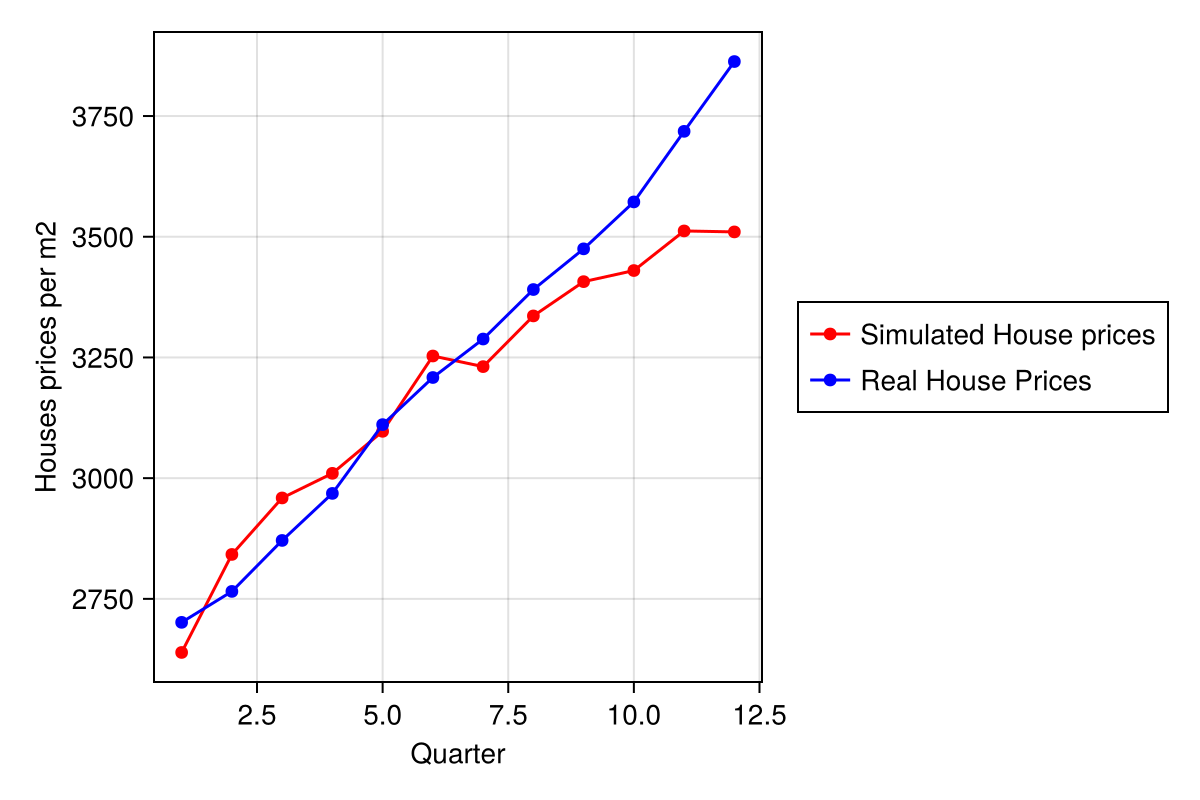 3750
3500
3250
3000
2750
Houses prices per m2
2.5 5.0 7.5 10.0 12.5
Quarter
Simulated House prices
Real House Prices